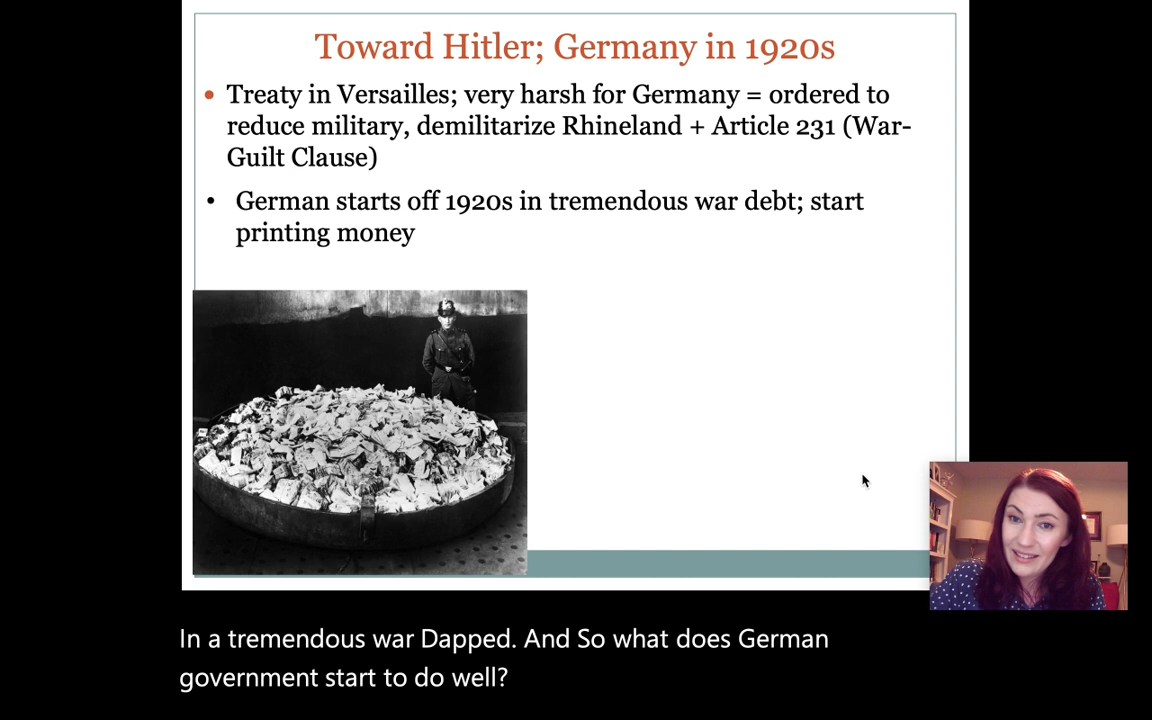 Toward Hitler; Germany in 1920s
• Treaty in Versailles; very harsh for Germany = ordered to
reduce military, demilitarize Rhineland + Article 231 (War-
Guilt Clause)
• German starts off 1920s in tremendous war debt; start
printing money
In a tremendous war Dapped. And So what does German
government start to do well?